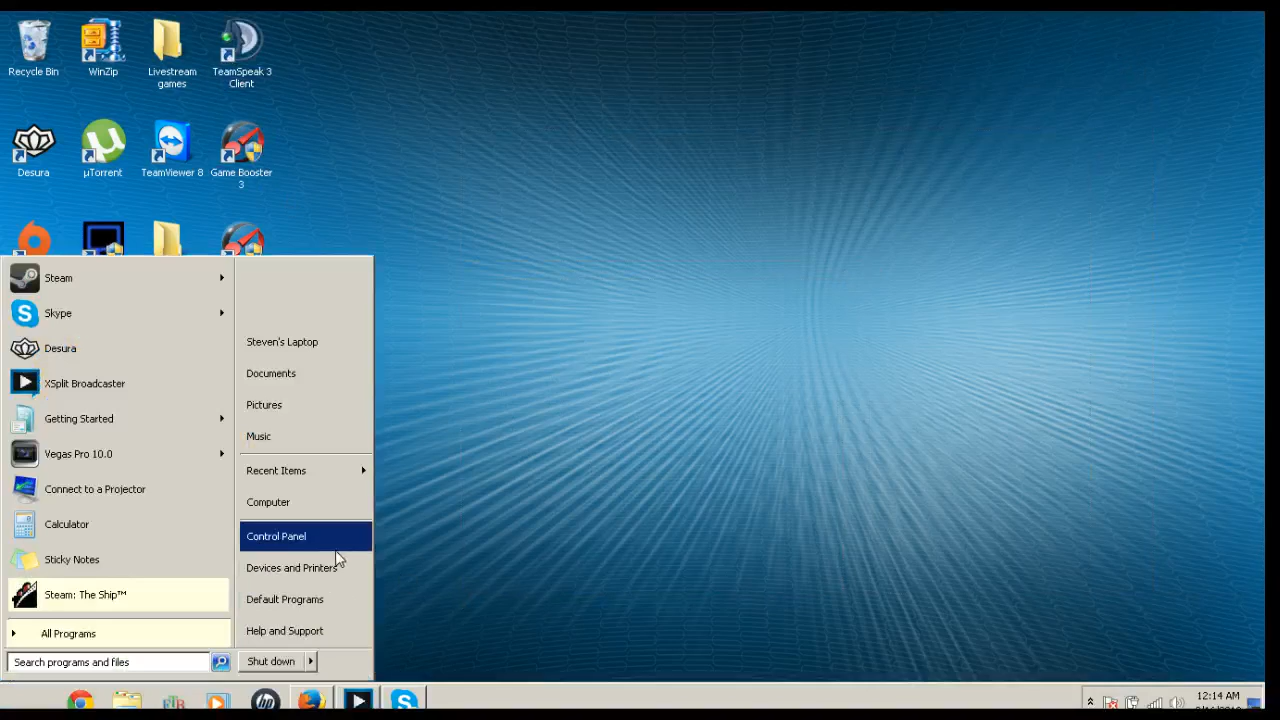 Recycle Bin
WinZip
Livestream
games
TeamSpeak 3
Client
Desura
µTorrent
TeamViewer 8
Game Booster
3
Steam
Skype
Desura
XSplit Broadcaster
Getting Started
Vegas Pro 10.0
Connect to a Projector
Calculator
Sticky Notes
Steam: The Ship™
All Programs
Search programs and files
Steven's Laptop
Documents
Pictures
Music
Recent Items
Computer
Control Panel
Devices and Printers
Default Programs
Help and Support
Shut down
12:14 AM